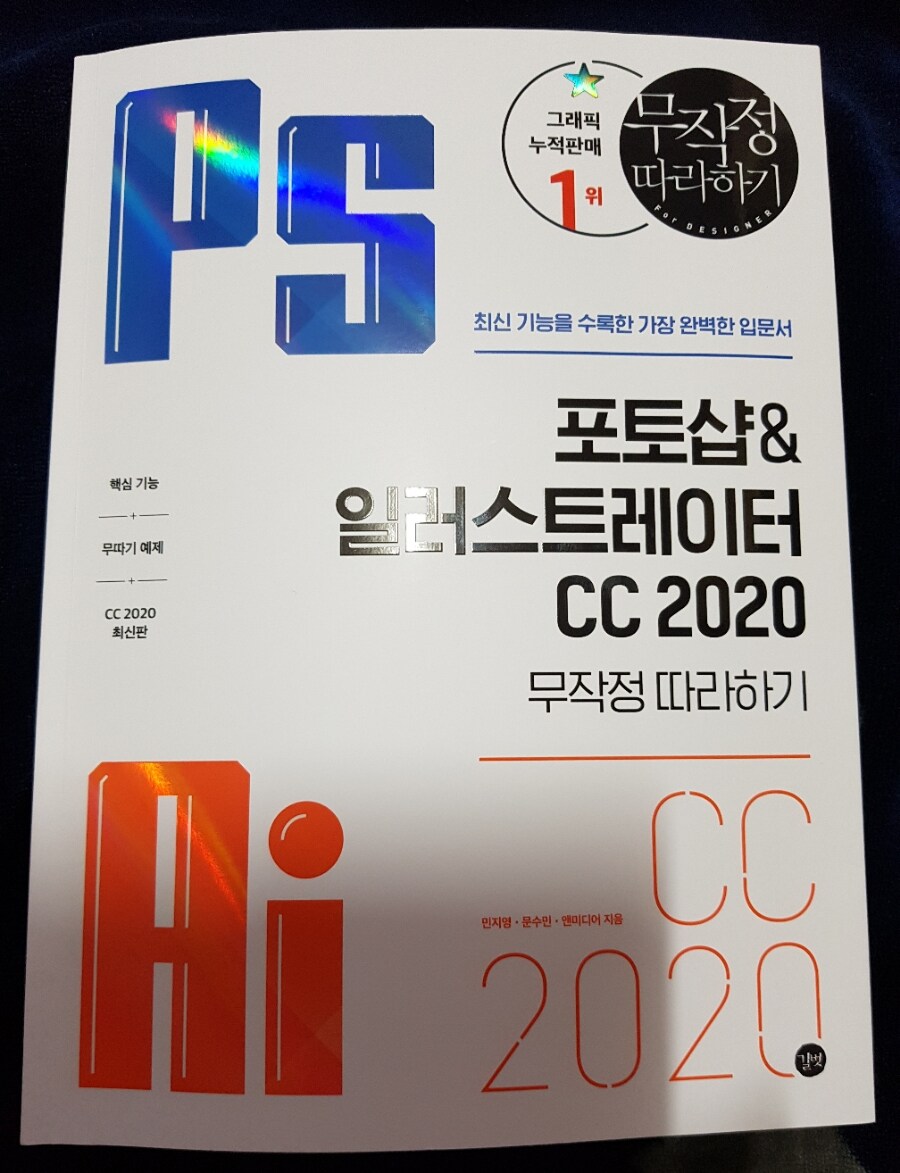 Ps
그래픽
누적판매
1위
무작정
따라하기
For DESIGNER
최신 기능을 수록한 가장 완벽한 입문서
포토샵&
일러스트레이터
CC 2020
무작정 따라하기
핵심 기능
+
무따기 예제
+
CC 2020
최신판
Ai
CC
민지영 · 문수민 · 앤미디어 지음
2020
길벗